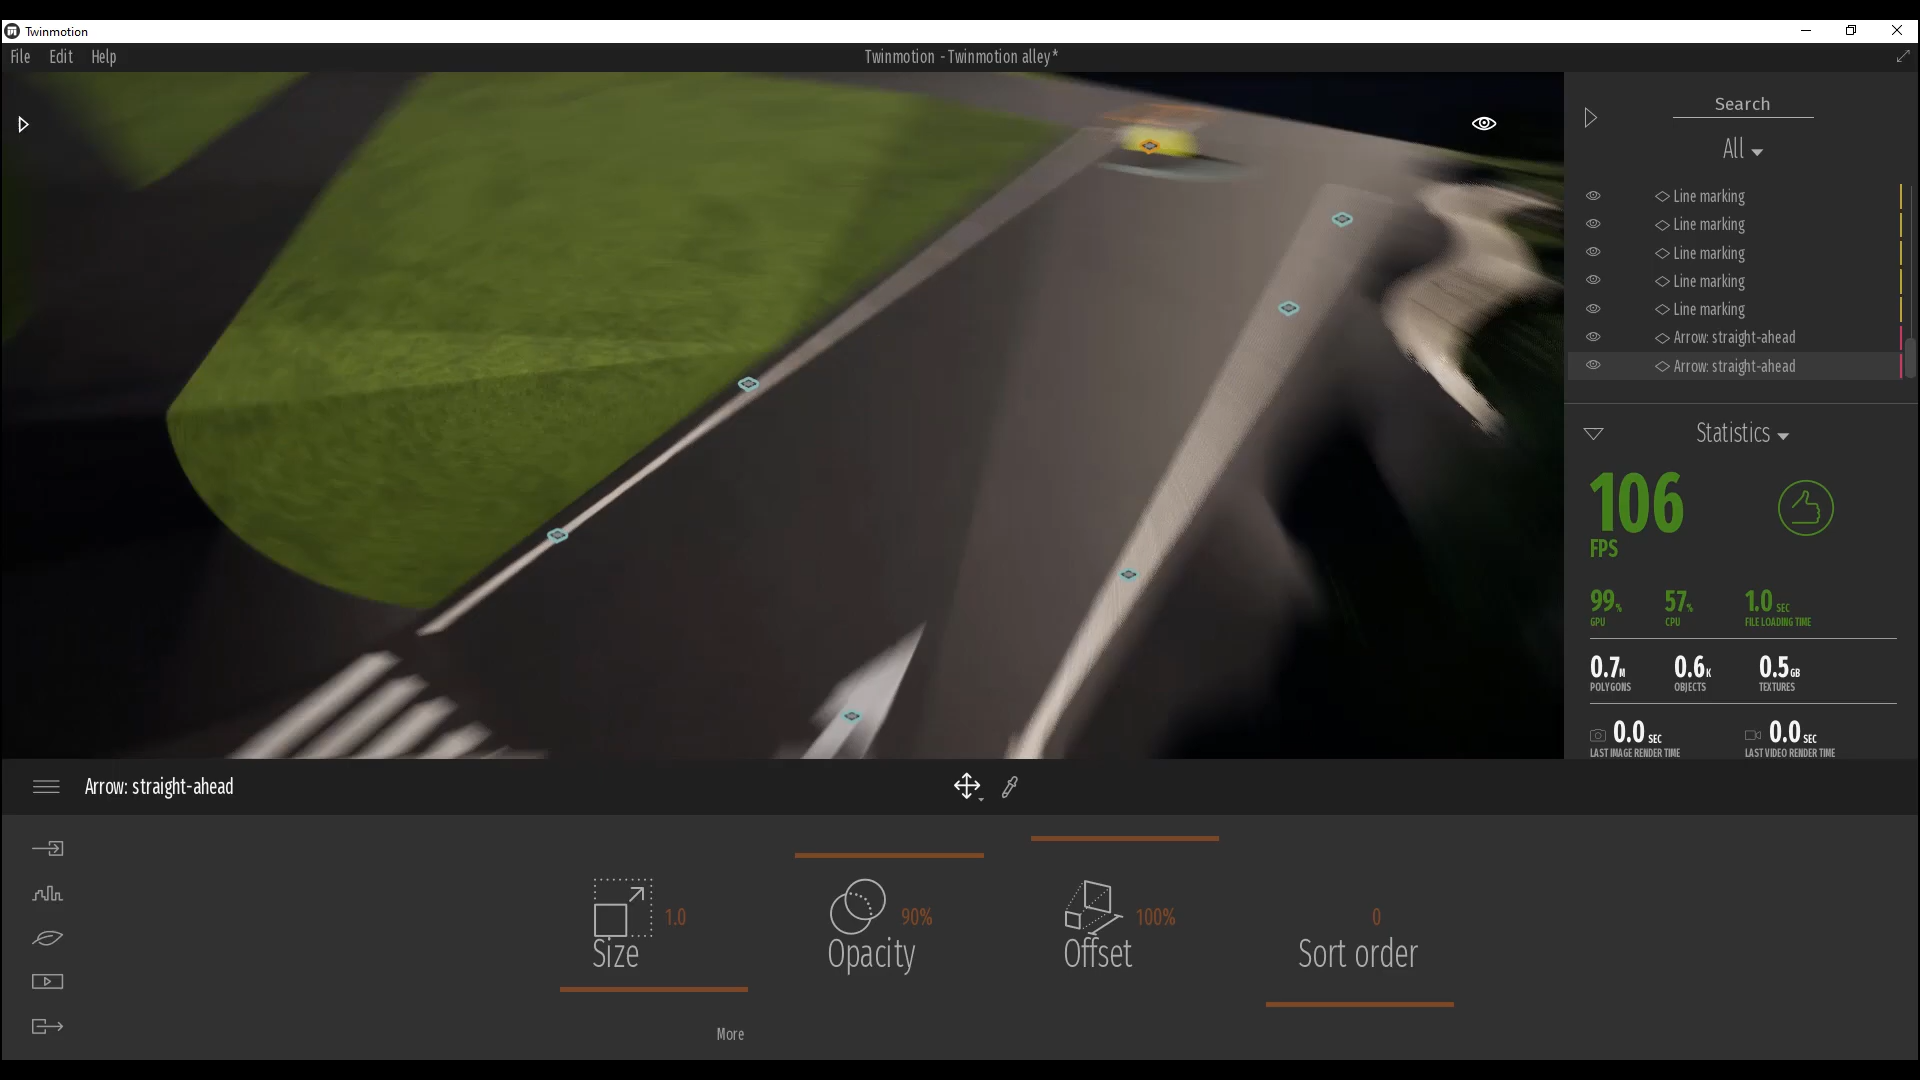 Twinmotion
File Edit Help
Twinmotion - Twinmotion alley*
Search
All
Line marking
Line marking
Line marking
Line marking
Line marking
Arrow: straight-ahead
Arrow: straight-ahead
Statistics
106
FPS
99% 57% 1.0 SEC
GPU CPU FILE LOADING TIME
0.7M 0.6K 0.5GB
POLYGONS OBJECTS TEXTURES
0.0 SEC 0.0 SEC
LAST IMAGE RENDER TIME LAST VIDEO RENDER TIME
Arrow: straight-ahead
1.0 90% 100% 0
Size Opacity Offset Sort order
More